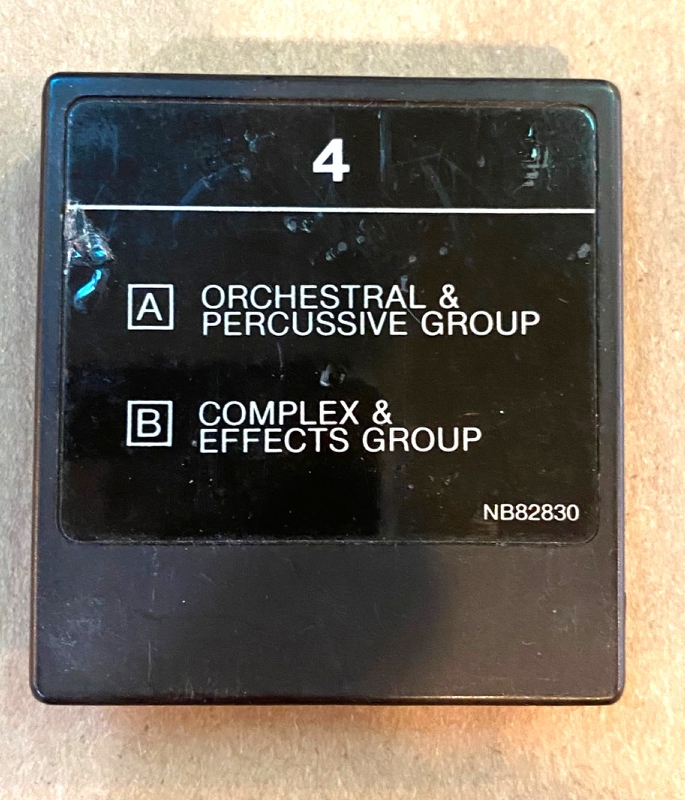 4
A ORCHESTRAL &
PERCUSSIVE GROUP
B COMPLEX &
EFFECTS GROUP
NB82830